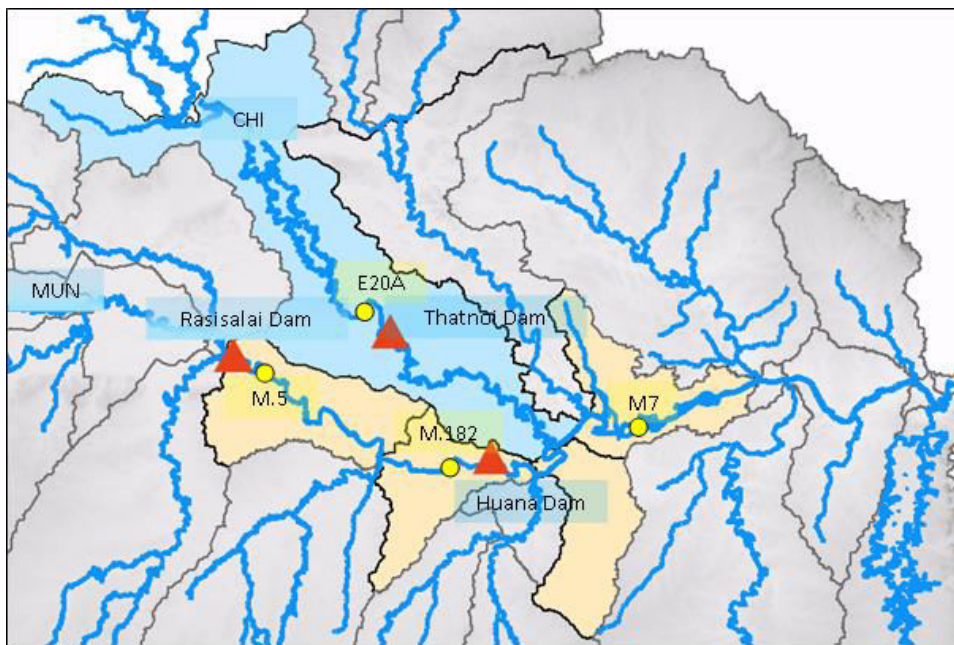 CHI
E20A
MUN
Rasisalai Dam
Thatnoi Dam
M.5
M7
M.182
Huana Dam